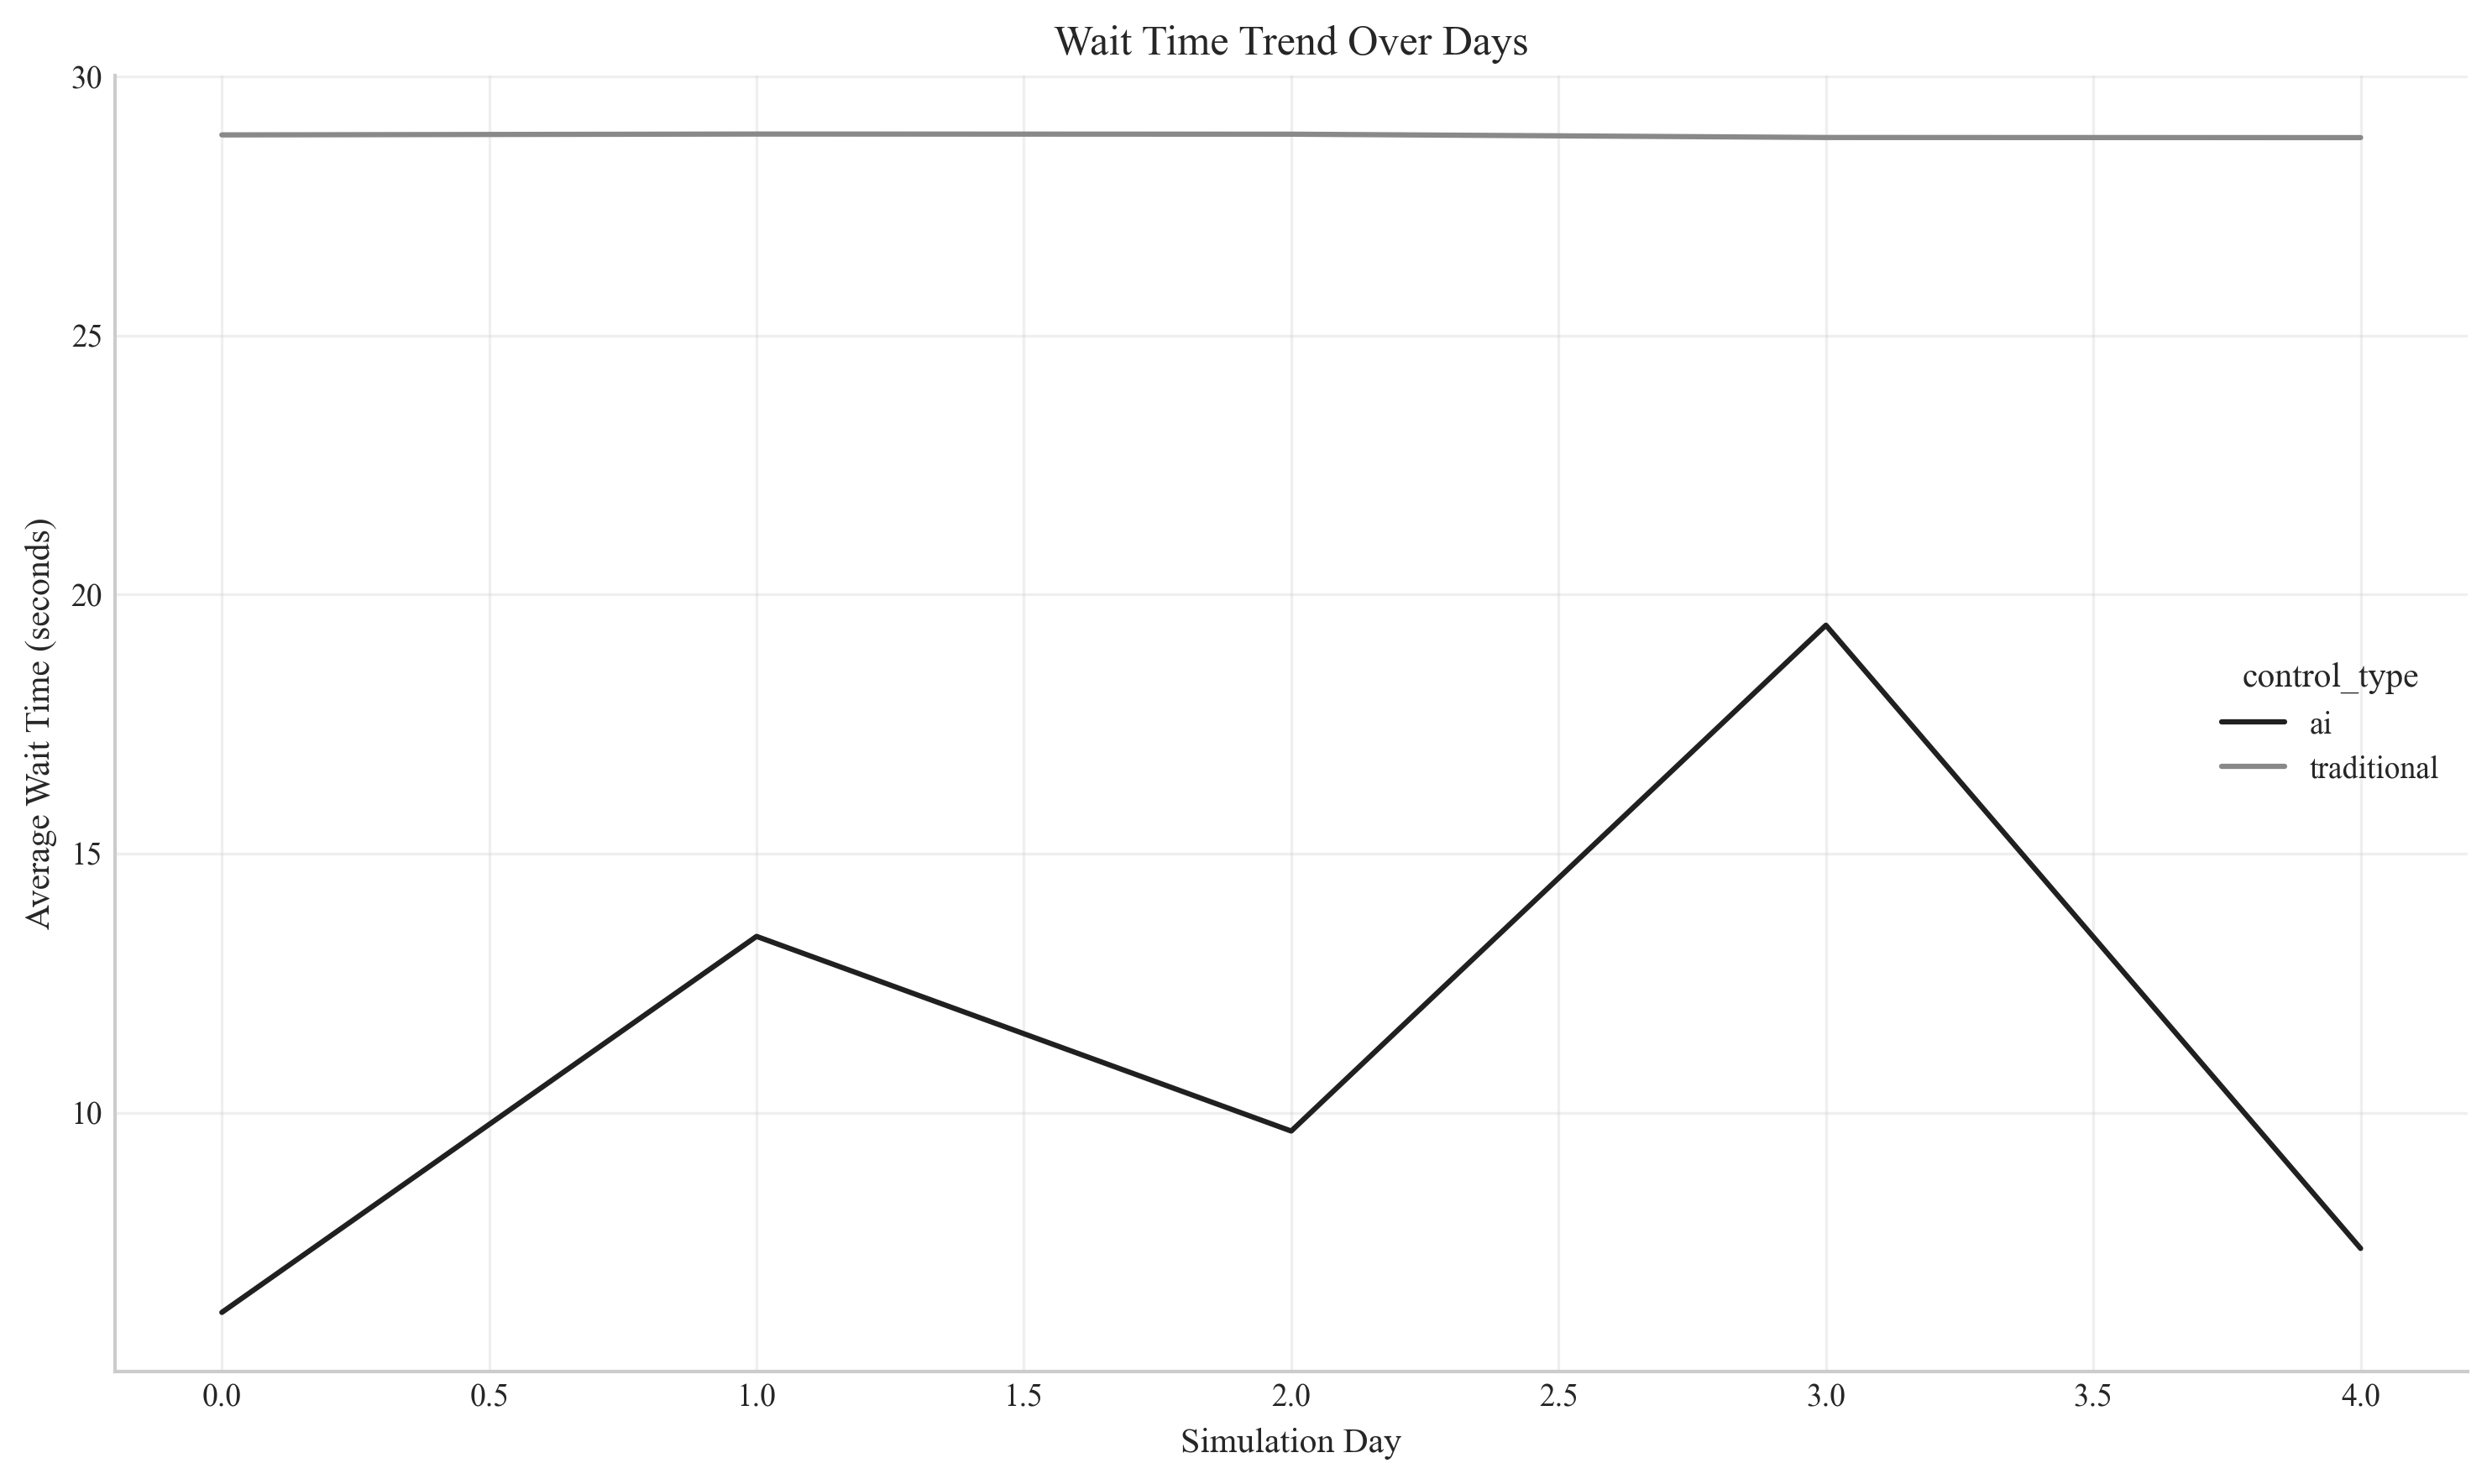 Wait Time Trend Over Days
30
25
20
15
10
Average Wait Time (seconds)
control_type
ai
traditional
0.0 0.5 1.0 1.5 2.0 2.5 3.0 3.5 4.0
Simulation Day